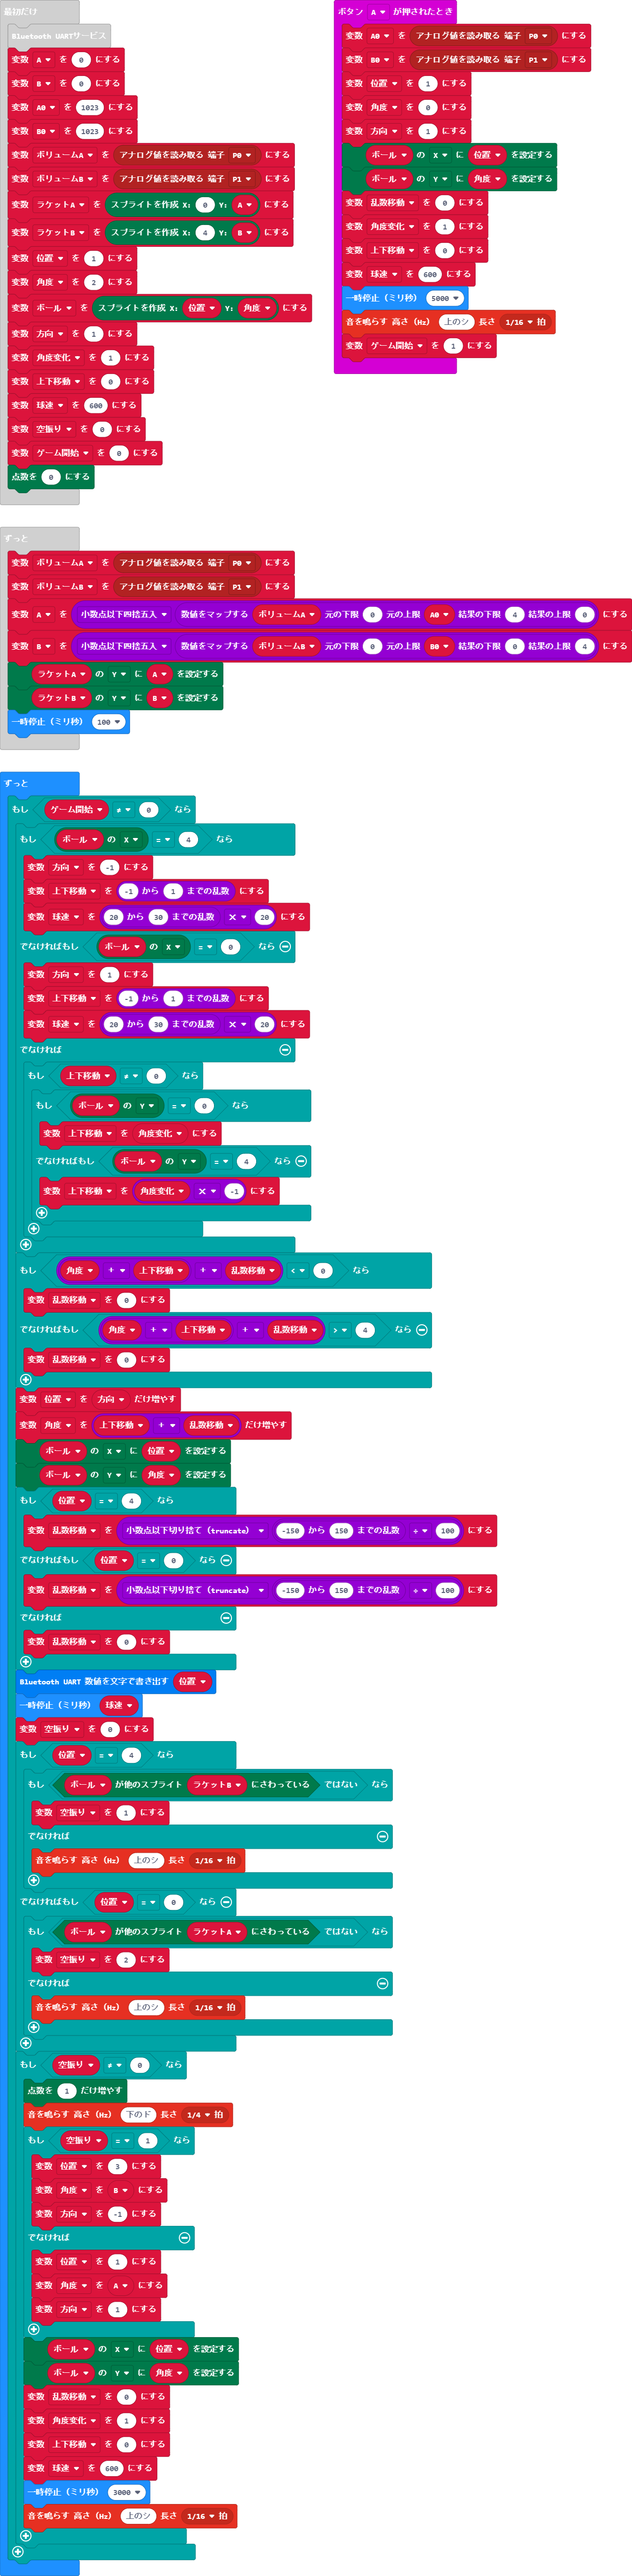 最初だけ
Bluetooth UARTサービス
変数 A を 0 にする
変数 B を 0 にする
変数 A0 を 1023 にする
変数 B0 を 1023 にする
変数 ボリュームA を アナログ値を読み取る 端子 P0 にする
変数 ボリュームB を アナログ値を読み取る 端子 P1 にする
変数 ラケットA を スプライトを作成 X: 0 Y: A にする
変数 ラケットB を スプライトを作成 X: 4 Y: B にする
変数 位置 を 1 にする
変数 角度 を 2 にする
変数 ボール を スプライトを作成 X: 位置 Y: 角度 にする
変数 方向 を 1 にする
変数 角度変化 を 1 にする
変数 上下移動 を 0 にする
変数 球速 を 600 にする
変数 空振り を 0 にする
変数 ゲーム開始 を 0 にする
点数を 0 にする
ボタン A が押されたとき
変数 A0 を アナログ値を読み取る 端子 P0 にする
変数 B0 を アナログ値を読み取る 端子 P1 にする
変数 位置 を 1 にする
変数 角度 を 0 にする
変数 方向 を 1 にする
ボール の X に 位置 を設定する
ボール の Y に 角度 を設定する
変数 乱数移動 を 0 にする
変数 角度変化 を 1 にする
変数 上下移動 を 0 にする
変数 球速 を 600 にする
一時停止（ミリ秒） 5000
音を鳴らす 高さ（Hz） 上のシ 長さ 1/16 拍
変数 ゲーム開始 を 1 にする
ずっと
変数 ボリュームA を アナログ値を読み取る 端子 P0 にする
変数 ボリュームB を アナログ値を読み取る 端子 P1 にする
変数 A を 小数点以下四捨五入 数値をマップする ボリュームA 元の下限 0 元の上限 A0 結果の下限 4 結果の上限 0 にする
変数 B を 小数点以下四捨五入 数値をマップする ボリュームB 元の下限 0 元の上限 B0 結果の下限 0 結果の上限 4 にする
ラケットA の Y に A を設定する
ラケットB の Y に B を設定する
一時停止（ミリ秒） 100
ずっと
もし ゲーム開始 ≠ 0 なら
もし ボール の X = 4 なら
変数 方向 を -1 にする
変数 上下移動 を -1 から 1 までの乱数 にする
変数 球速 を 20 から 30 までの乱数 × 20 にする
でなければもし ボール の X = 0 なら
変数 方向 を 1 にする
変数 上下移動 を -1 から 1 までの乱数 にする
変数 球速 を 20 から 30 までの乱数 × 20 にする
でなければ
もし 上下移動 ≠ 0 なら
もし ボール の Y = 0 なら
変数 上下移動 を 角度変化 にする
でなければもし ボール の Y = 4 なら
変数 上下移動 を 角度変化 × -1 にする
もし 角度 + 上下移動 + 乱数移動 < 0 なら
変数 乱数移動 を 0 にする
でなければもし 角度 + 上下移動 + 乱数移動 > 4 なら
変数 乱数移動 を 0 にする
変数 位置 を 方向 だけ増やす
変数 角度 を 上下移動 + 乱数移動 だけ増やす
ボール の X に 位置 を設定する
ボール の Y に 角度 を設定する
もし 位置 = 4 なら
変数 乱数移動 を 小数点以下切り捨て（truncate） -150 から 150 までの乱数 ÷ 100 にする
でなければもし 位置 = 0 なら
変数 乱数移動 を 小数点以下切り捨て（truncate） -150 から 150 までの乱数 ÷ 100 にする
でなければ
変数 乱数移動 を 0 にする
Bluetooth UART 数値を文字で書き出す 位置
一時停止（ミリ秒） 球速
変数 空振り を 0 にする
もし 位置 = 4 なら
もし ボール が他のスプライト ラケットB にさわっている ではない なら
変数 空振り を 1 にする
でなければ
音を鳴らす 高さ（Hz） 上のシ 長さ 1/16 拍
でなければもし 位置 = 0 なら
もし ボール が他のスプライト ラケットA にさわっている ではない なら
変数 空振り を 2 にする
でなければ
音を鳴らす 高さ（Hz） 上のシ 長さ 1/16 拍
もし 空振り ≠ 0 なら
点数を 1 だけ増やす
音を鳴らす 高さ（Hz） 下のド 長さ 1/4 拍
もし 空振り = 1 なら
変数 位置 を 3 にする
変数 角度 を B にする
変数 方向 を -1 にする
でなければ
変数 位置 を 1 にする
変数 角度 を A にする
変数 方向 を 1 にする
ボール の X に 位置 を設定する
ボール の Y に 角度 を設定する
変数 乱数移動 を 0 にする
変数 角度変化 を 1 にする
変数 上下移動 を 0 にする
変数 球速 を 600 にする
一時停止（ミリ秒） 3000
音を鳴らす 高さ（Hz） 上のシ 長さ 1/16 拍